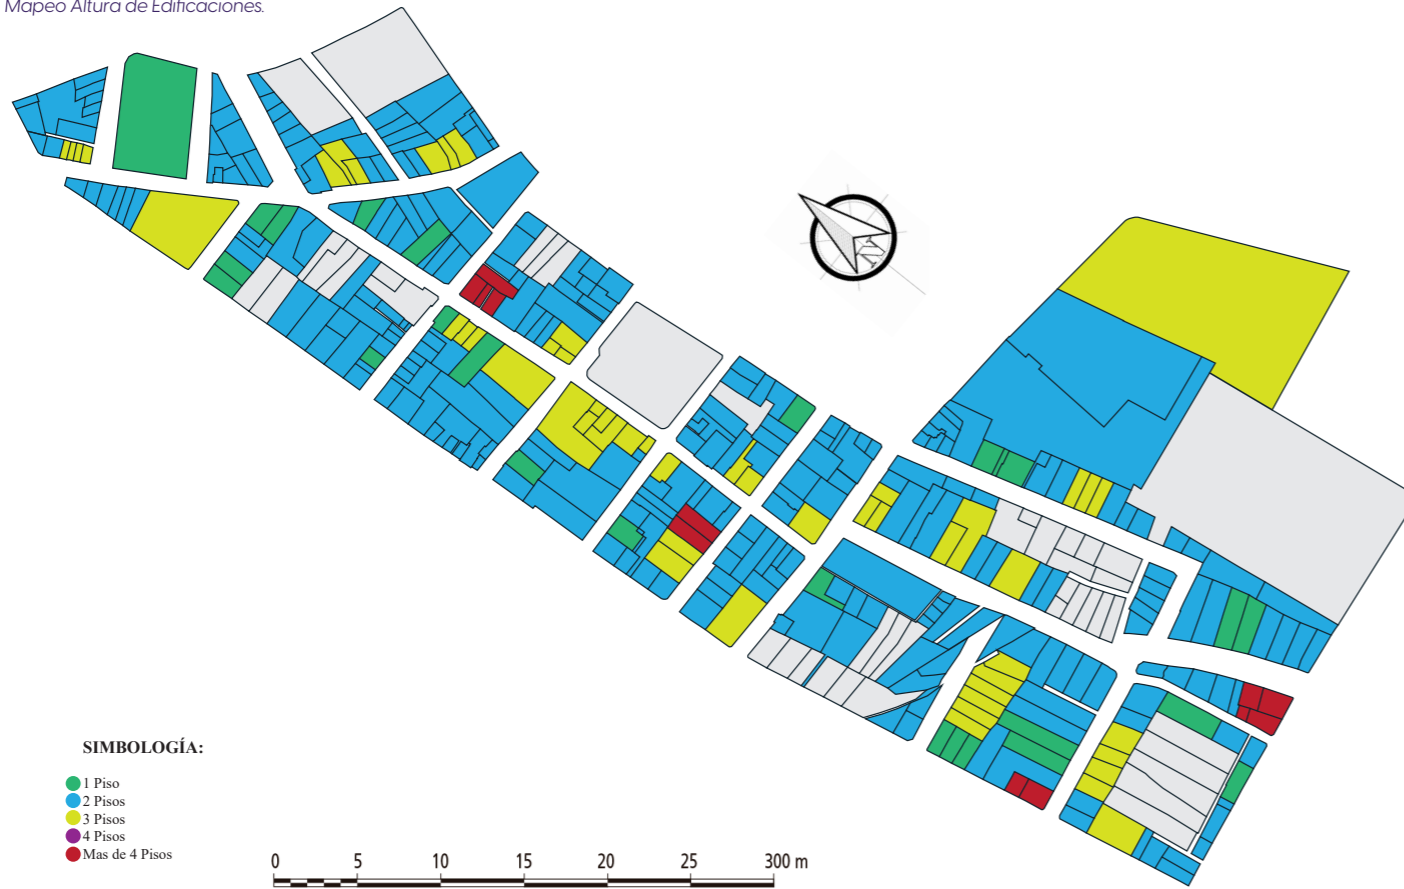 Mapeo Altura de Edificaciones.
N
SIMBOLOGÍA:
1 Piso
2 Pisos
3 Pisos
4 Pisos
Mas de 4 Pisos
0 5 10 15 20 25 300 m